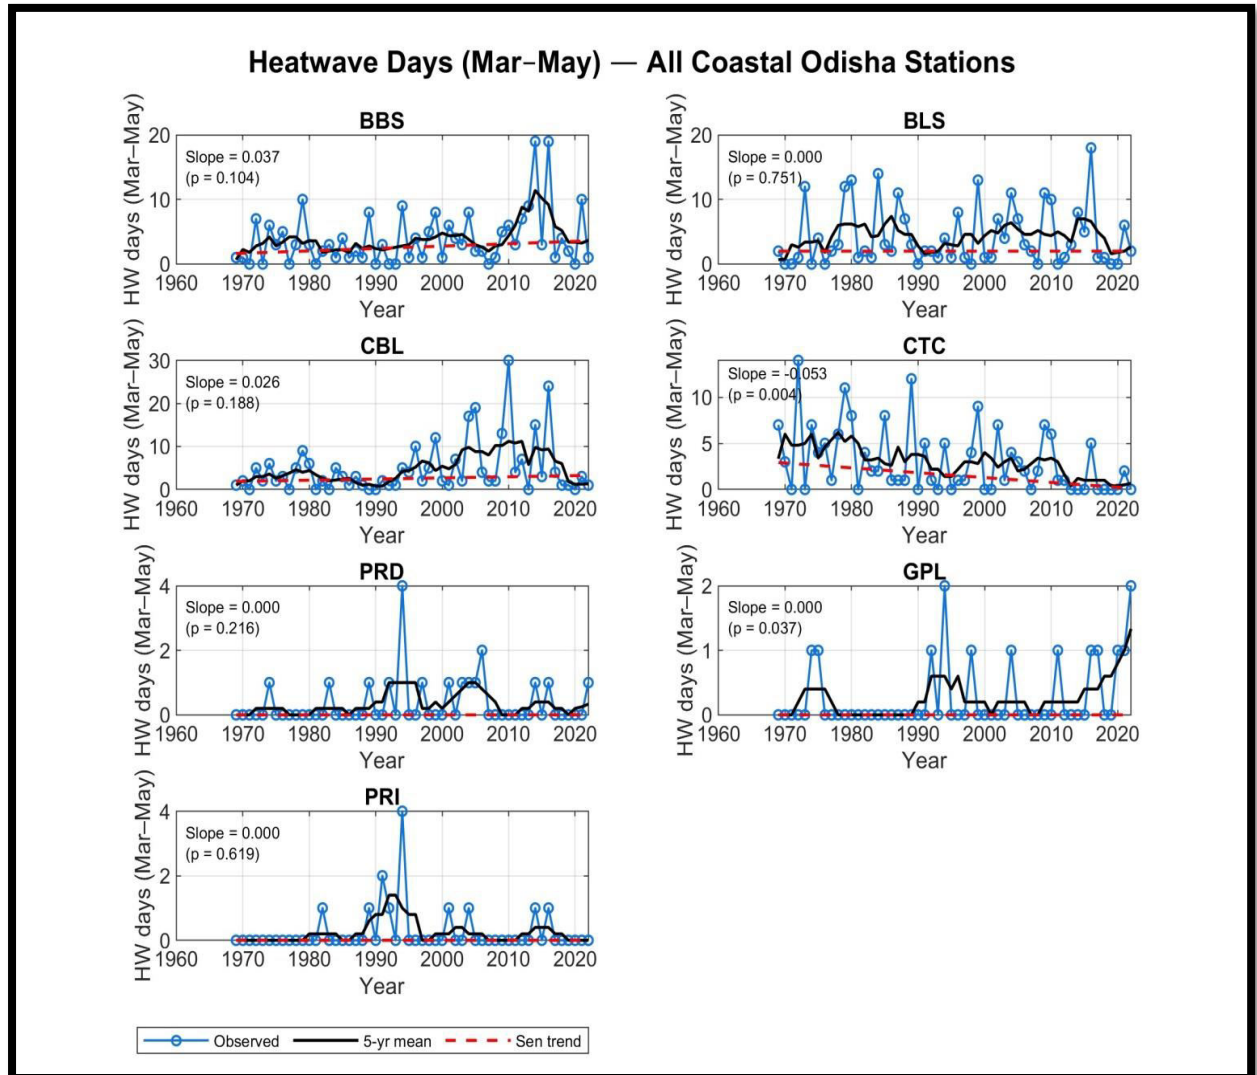 Heatwave Days (Mar–May) — All Coastal Odisha Stations
BBS
HW days (Mar–May)
20
10
0
Slope = 0.037
(p = 0.104)
1960 1970 1980 1990 2000 2010 2020
Year
BLS
HW days (Mar–May)
20
10
0
Slope = 0.000
(p = 0.751)
1960 1970 1980 1990 2000 2010 2020
Year
CBL
HW days (Mar–May)
30
20
10
0
Slope = 0.026
(p = 0.188)
1960 1970 1980 1990 2000 2010 2020
Year
CTC
HW days (Mar–May)
10
5
0
Slope = -0.053
(p = 0.004)
1960 1970 1980 1990 2000 2010 2020
Year
PRD
HW days (Mar–May)
4
2
0
Slope = 0.000
(p = 0.216)
1960 1970 1980 1990 2000 2010 2020
Year
GPL
HW days (Mar–May)
2
1
0
Slope = 0.000
(p = 0.037)
1960 1970 1980 1990 2000 2010 2020
Year
PRI
HW days (Mar–May)
4
2
0
Slope = 0.000
(p = 0.619)
1960 1970 1980 1990 2000 2010 2020
Year
Observed 5-yr mean Sen trend